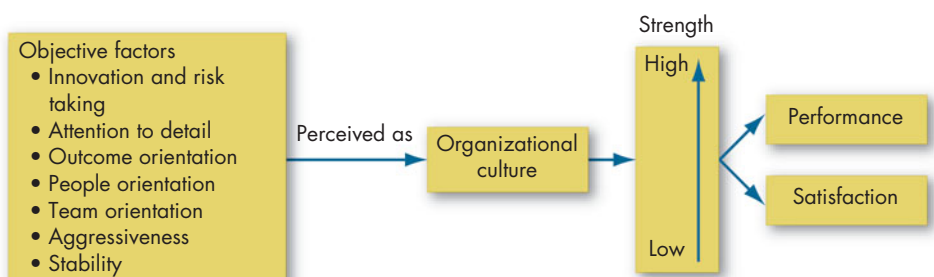 Objective factors
• Innovation and risk
taking
• Attention to detail
• Outcome orientation
• People orientation
• Team orientation
• Aggressiveness
• Stability
Perceived as
Organizational
culture
Strength
High
Low
Performance
Satisfaction